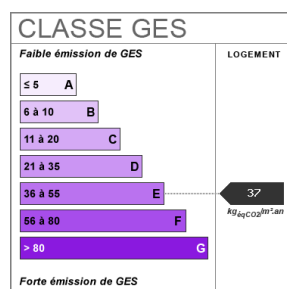 CLASSE GES
Faible émission de GES
LOGEMENT
≤ 5 A
6 à 10 B
11 à 20 C
21 à 35 D
36 à 55 E
37
kgéqCO2/m².an
56 à 80 F
> 80 G
Forte émission de GES